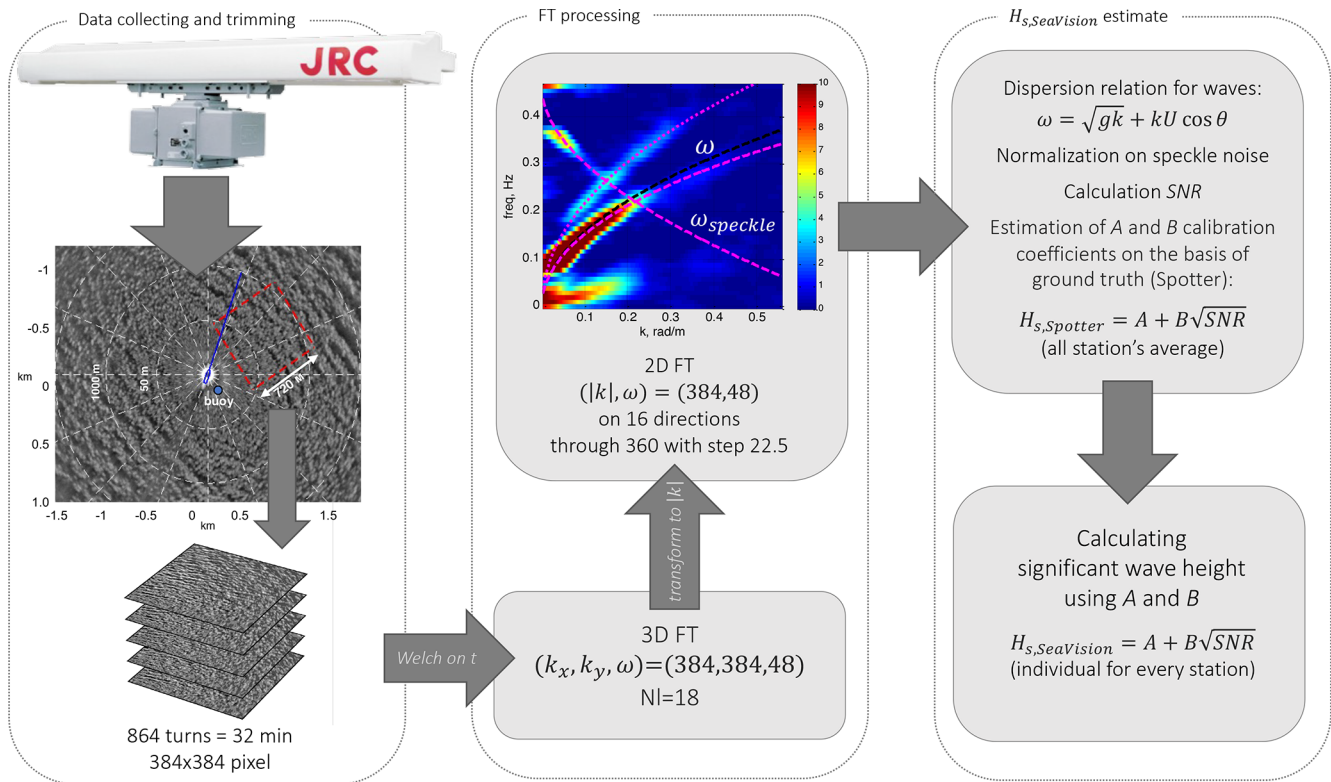 Data collecting and trimming
JRC
-1
-0.5
km
0
0.5
1.0
1000 m
50 m
buoy
720 м
-1.5
-1
-0.5
0
0.5
1
1.5
km
864 turns = 32 min
384x384 pixel
Welch on t
FT processing
10
9
8
7
6
5
4
3
2
1
0.0
freq, Hz
0.4
0.3
0.2
0.1
0
ω
ω_speckle
0.1
0.2
0.3
0.4
0.5
k, rad/m
2D FT
(|k|, ω) = (384,48)
on 16 directions
through 360 with step 22.5
transform to |k|
3D FT
(k_x, k_y, ω)=(384,384,48)
Nl=18
H_{s,SeaVision} estimate
Dispersion relation for waves:
ω = √gk + kU cos θ
Normalization on speckle noise
Calculation SNR
Estimation of A and B calibration
coefficients on the basis of
ground truth (Spotter):
H_{s,Spotter} = A + B√SNR
(all station's average)
Calculating
significant wave height
using A and B
H_{s,SeaVision} = A + B√SNR
(individual for every station)